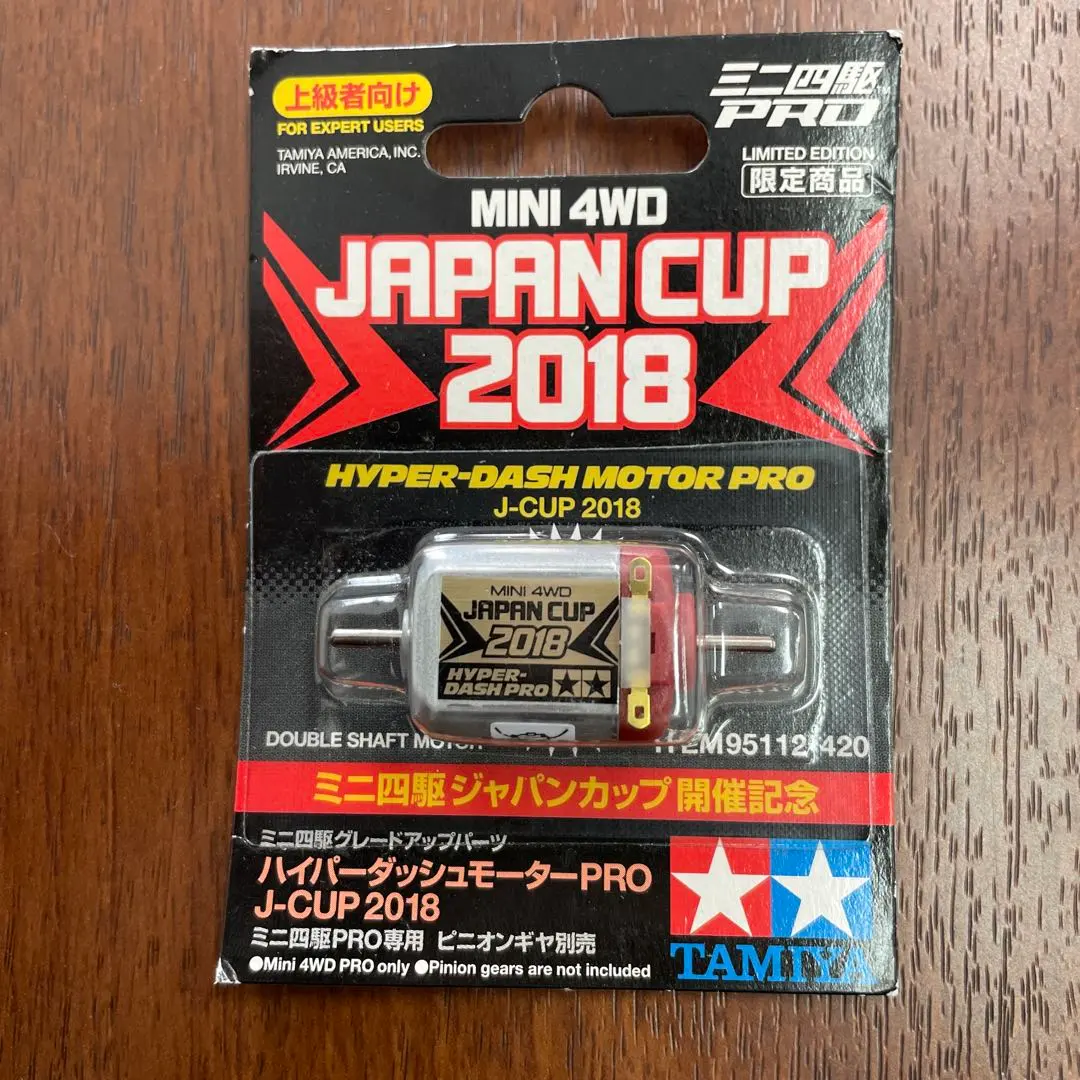 上級者向け
FOR EXPERT USERS
TAMIYA AMERICA, INC.
IRVINE, CA
ミニ四駆
PRO
LIMITED EDITION
限定商品
MINI 4WD
JAPAN CUP
2018
HYPER-DASH MOTOR PRO
J-CUP 2018
MINI 4WD
JAPAN CUP
2018
HYPER-
DASH PRO
DOUBLE SHAFT MOTOR
ITEM 95112 420
ミニ四駆 ジャパンカップ 開催記念
ミニ四駆グレードアップパーツ
ハイパーダッシュモーターPRO
J-CUP 2018
ミニ四駆PRO専用 ピニオンギヤ別売
●Mini 4WD PRO only ●Pinion gears are not included
TAMIYA